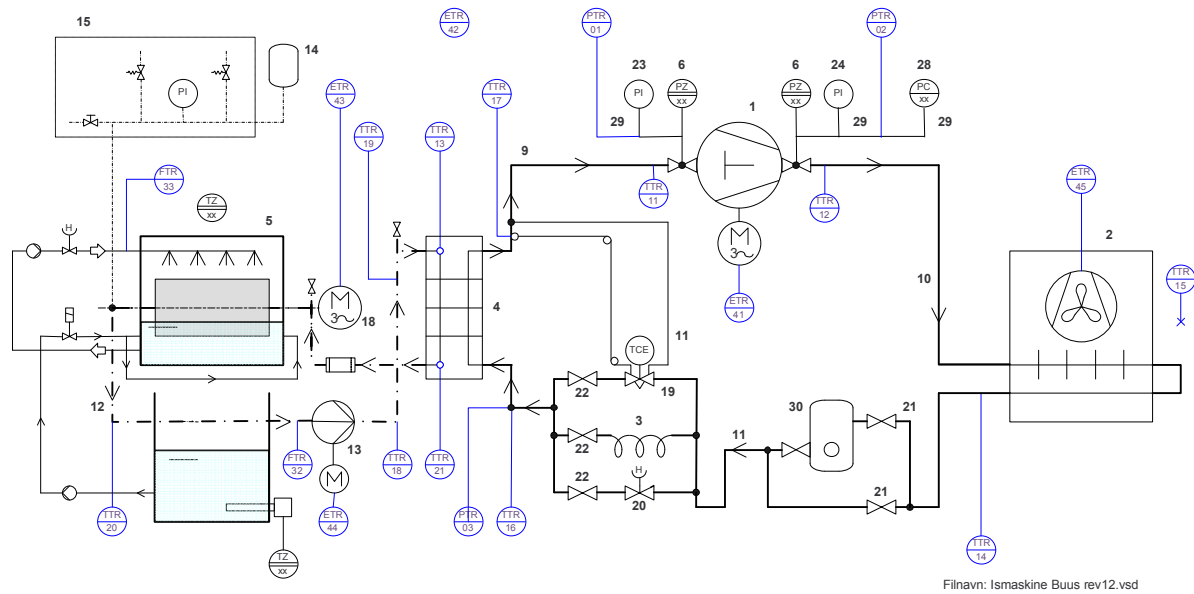 15
14
ETR
42
PTR
01
23
6
6
24
PTR
02
28
PI
ETR
43
TTR
17
PI
PZ
xx
PZ
xx
PI
PC
xx
1
29
29
29
TTR
19
TTR
13
9
FTR
33
TTR
11
TTR
12
ETR
45
TZ
xx
H
5
2
M
3
10
TTR
15
M
3
18
4
ETR
41
11
TCE
19
12
22
3
30
21
13
22
11
FTR
32
TTR
18
TTR
21
22
H
M
20
21
TTR
20
ETR
44
PTR
03
TTR
16
TTR
14
TZ
xx
Filnavn: Ismaskine Buus rev12.vsd